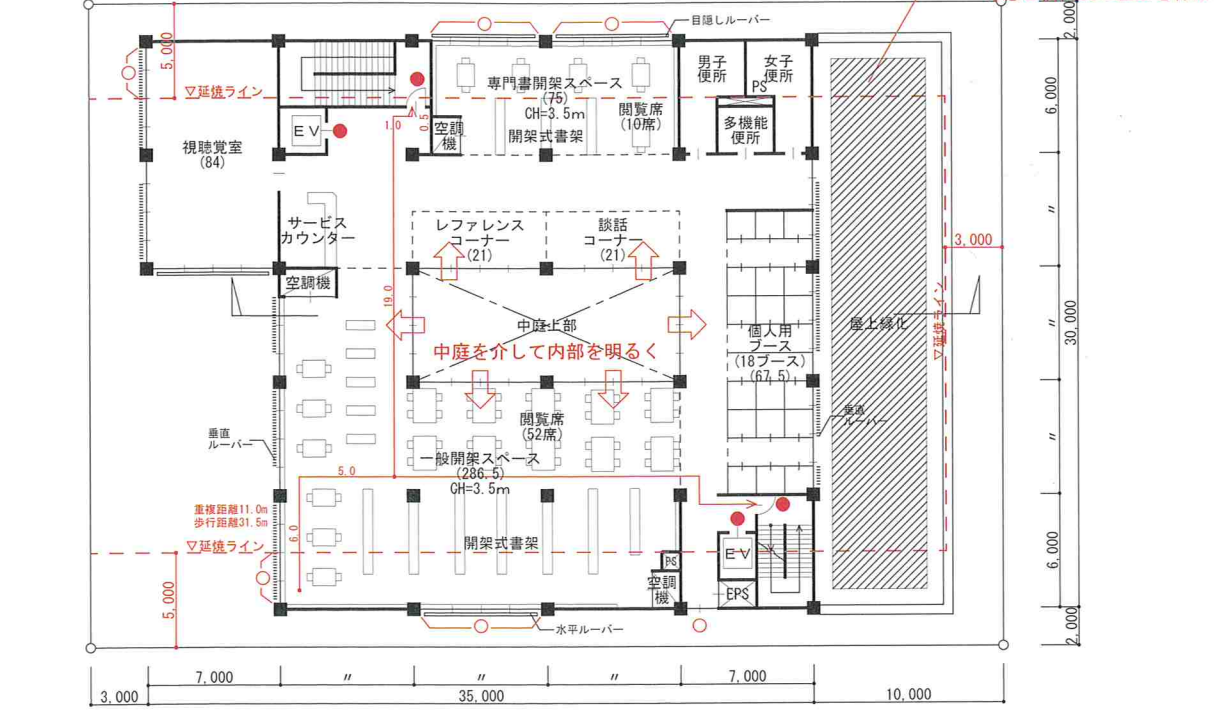 目隠しルーバー
2,000
5,000
▽延焼ライン
男子
便所
女子
便所
PS
多機能
便所
専門書開架スペース
(75)
CH=3.5m
開架式書架
閲覧席
(10席)
空調
機
EV
1.0
0.5
視聴覚室
(84)
6,000
サービス
カウンター
レファレンス
コーナー
(21)
談話
コーナー
(21)
3,000
空調機
19.0
中庭上部
中庭を介して内部を明るく
個人用
ブース
(18ブース)
(67.5)
屋上緑化
▽延焼ライン
30,000
〃
〃
〃
閲覧席
(52席)
垂直
ルーバー
垂直
ルーバー
一般開架スペース
(286.5)
CH=3.5m
5.0
重複距離11.0m
歩行距離31.5m
6.0
▽延焼ライン
開架式書架
PS
空調
機
EV
EPS
6,000
5,000
水平ルーバー
2,000
7,000
〃
〃
〃
7,000
3,000
35,000
10,000